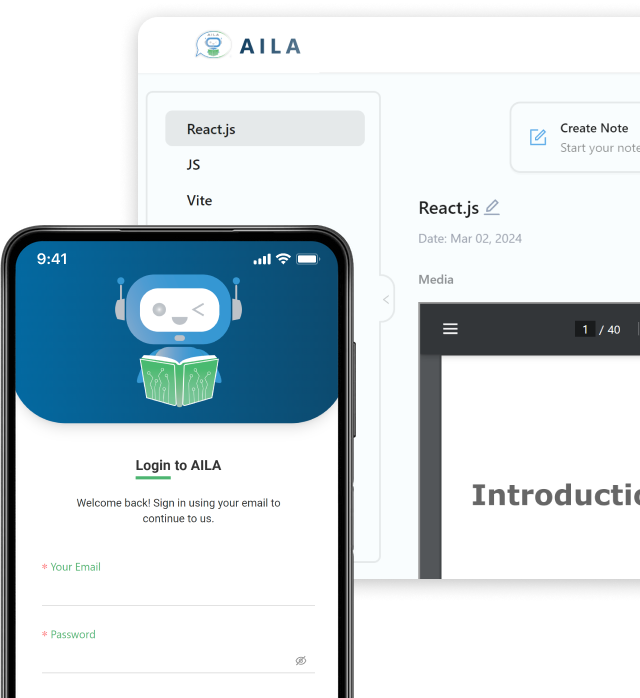 AILA
React.js
JS
Vite
Create Note
Start your note
React.js
Date: Mar 02, 2024
Media
1 / 40
Introductio
9:41
Login to AILA
Welcome back! Sign in using your email to
continue to us.
* Your Email
* Password